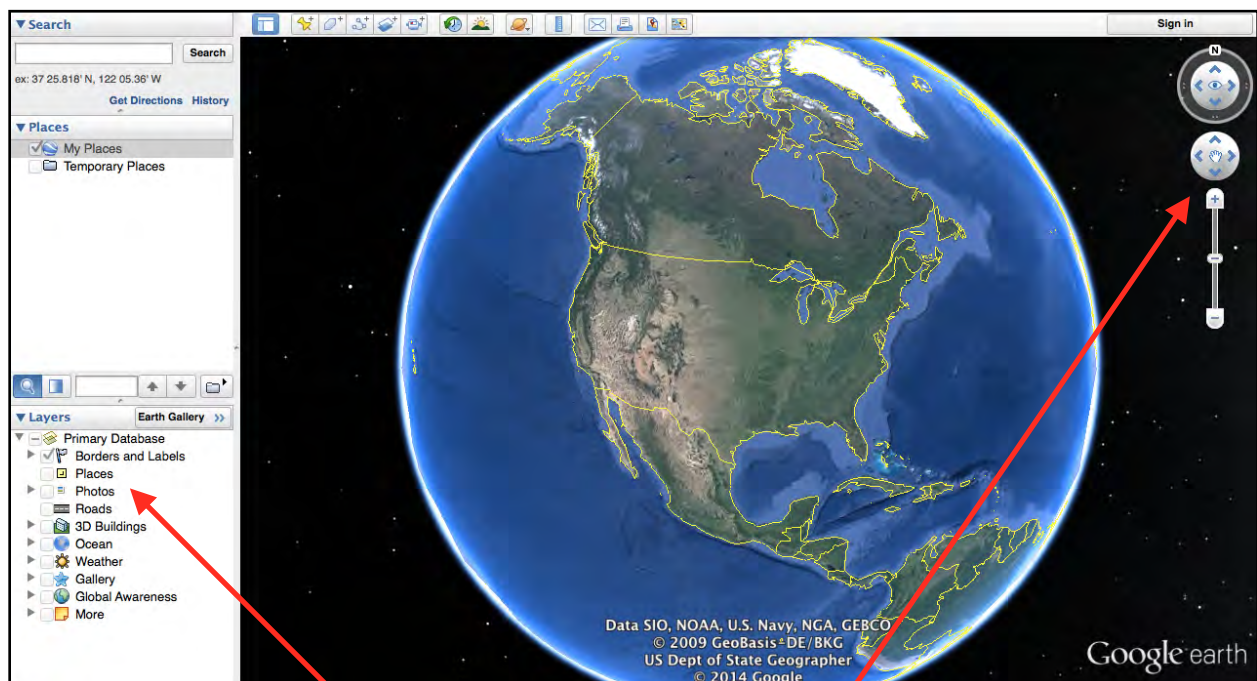 Search
Search
ex: 37 25.818' N, 122 05.36' W
Get Directions History
Places
My Places
Temporary Places
Layers
Earth Gallery >>
Primary Database
Borders and Labels
Places
Photos
Roads
3D Buildings
Ocean
Weather
Gallery
Global Awareness
More
Sign in
N
Data SIO, NOAA, U.S. Navy, NGA, GEBCO
© 2009 GeoBasis-DE/BKG
US Dept of State Geographer
© 2014 Google
Google earth